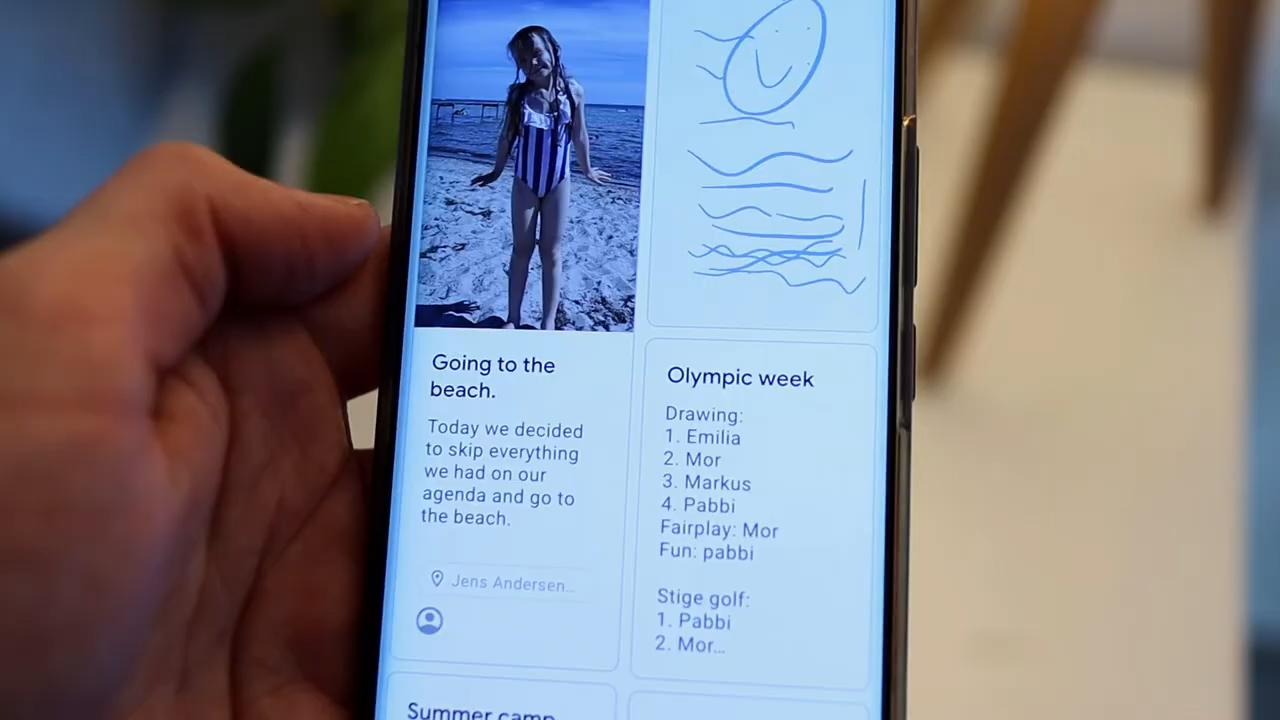 Going to the
beach.
Today we decided
to skip everything
we had on our
agenda and go to
the beach.
Jens Andersen...
Olympic week
Drawing:
1. Emilia
2. Mor
3. Markus
4. Pabbi
Fairplay: Mor
Fun: pabbi
Stige golf:
1. Pabbi
2. Mor...
Summer camp